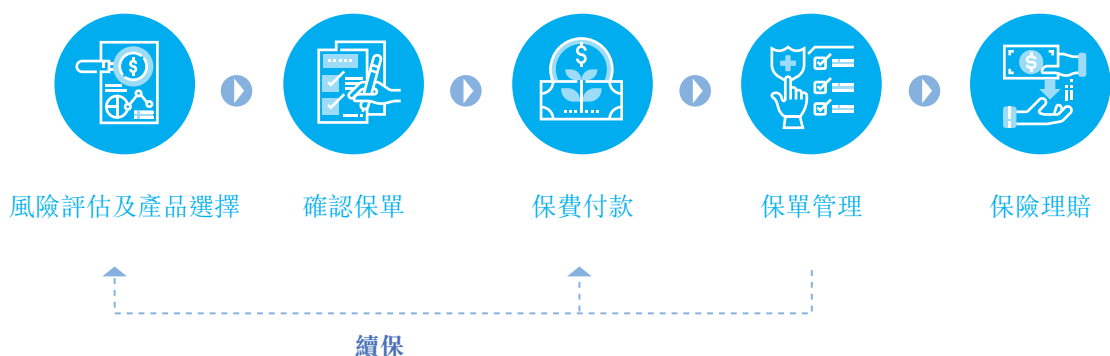 風險評估及產品選擇
確認保單
保費付款
保單管理
保險理賠
續保